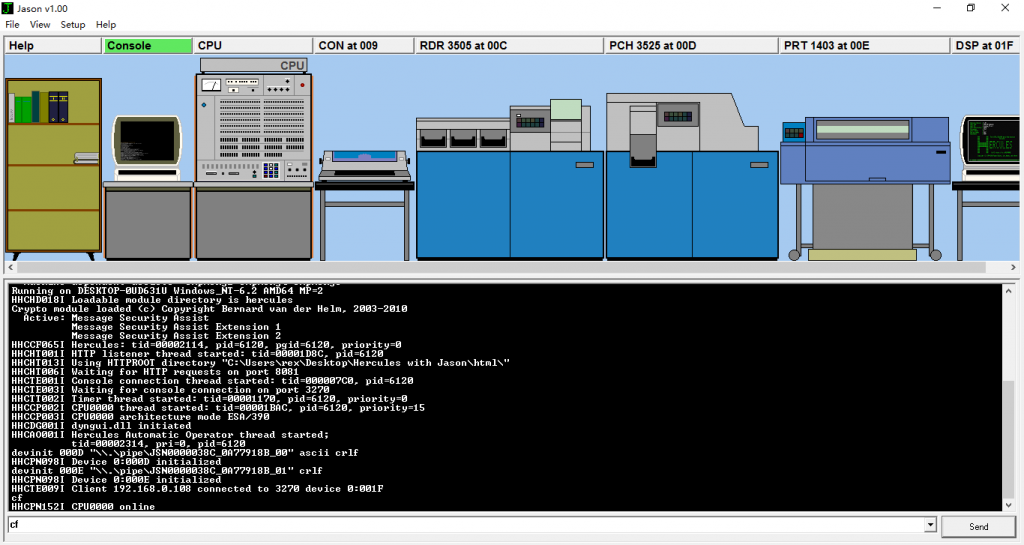 Jason v1.00
File View Setup Help
Help Console CPU CON at 009 RDR 3505 at 00C PCH 3525 at 00D PRT 1403 at 00E DSP at 01F
CPU
HERCULES
Running on DESKTOP-0UD631U Windows_NT-6.2 AMD64 MP=2
HHCHD018I Loadable module directory is hercules
Crypto module loaded (c) Copyright Bernard van der Helm, 2003-2010
Active: Message Security Assist
Message Security Assist Extension 1
Message Security Assist Extension 2
HHCCF065I Hercules: tid=00002114, pid=6120, pgid=6120, priority=0
HHCHT001I HTTP listener thread started: tid=00001D8C, pid=6120
HHCHT013I Using HTTPROOT directory "C:\Users\rex\Desktop\Hercules with Jason\html\"
HHCHT006I Waiting for HTTP requests on port 8081
HHCTE001I Console connection thread started: tid=000007C0, pid=6120
HHCTE003I Waiting for console connection on port 3270
HHCTT002I Timer thread started: tid=00001170, pid=6120, priority=0
HHCCP002I CPU0000 thread started: tid=00001BAC, pid=6120, priority=15
HHCCP003I CPU0000 architecture mode ESA/390
HHCDG001I dyngui.dll initiated
HHCAO001I Hercules Automatic Operator thread started;
tid=00002314, pri=0, pid=6120
devinit 000D "\\.\pipe\JSN0000038C_0A77918B_00" ascii crlf
HHCPN098I Device 0:000D initialized
devinit 000E "\\.\pipe\JSN0000038C_0A77918B_01" crlf
HHCPN098I Device 0:000E initialized
HHCTE009I Client 192.168.0.108 connected to 3270 device 0:001F
cf
HHCPN152I CPU0000 online
cf Send